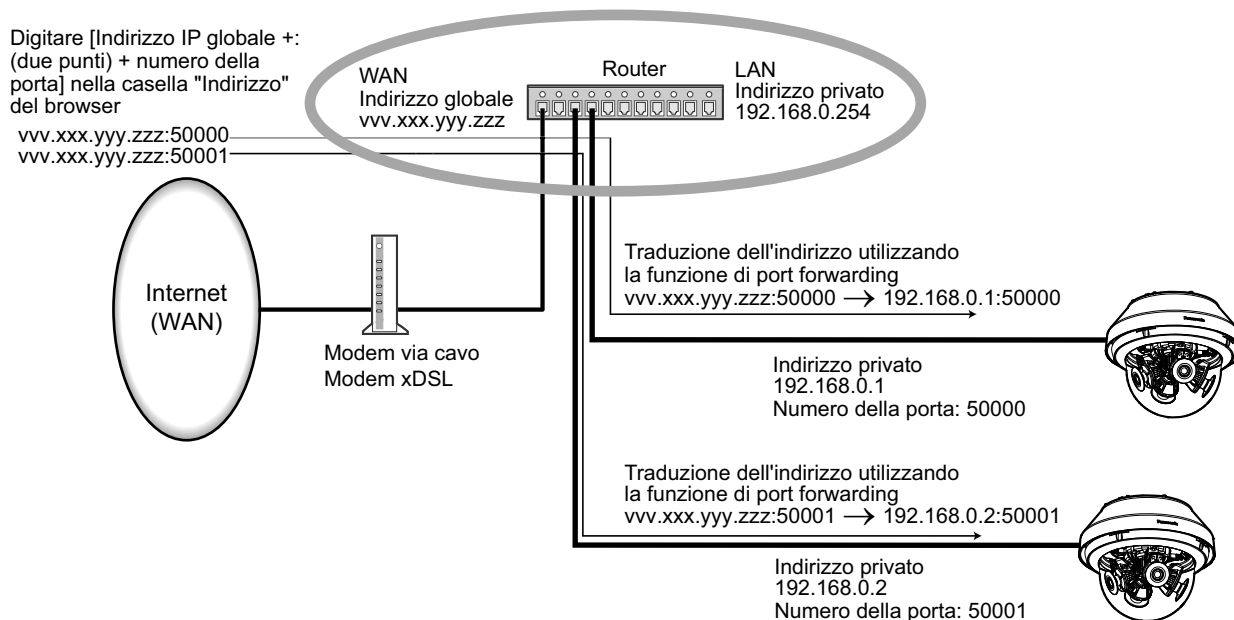 Digitare [Indirizzo IP globale +:
(due punti) + numero della
porta] nella casella "Indirizzo"
del browser
vvv.xxx.yyy.zzz:50000
vvv.xxx.yyy.zzz:50001
WAN
Indirizzo globale
vvv.xxx.yyy.zzz
Router
LAN
Indirizzo privato
192.168.0.254
Internet
(WAN)
Modem via cavo
Modem xDSL
Traduzione dell'indirizzo utilizzando
la funzione di port forwarding
vvv.xxx.yyy.zzz:50000 → 192.168.0.1:50000
Indirizzo privato
192.168.0.1
Numero della porta: 50000
Traduzione dell'indirizzo utilizzando
la funzione di port forwarding
vvv.xxx.yyy.zzz:50001 → 192.168.0.2:50001
Indirizzo privato
192.168.0.2
Numero della porta: 50001